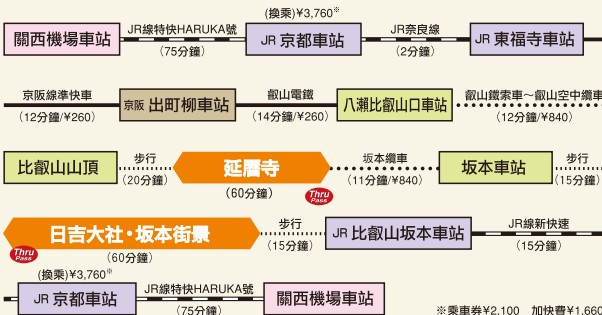 (換乘)¥3,760※
JR線特快HARUKA號
JR奈良線
關西機場車站
JR 京都車站
JR 東福寺車站
(75分鐘)
(2分鐘)
京阪線準快車
叡山電鐵
叡山鐵索車～叡山空中纜車
京阪 出町柳車站
八瀨比叡山口車站
(12分鐘/¥260)
(14分鐘/¥260)
(12分鐘/¥840)
步行
坂本纜車
步行
比叡山山頂
延曆寺
坂本車站
(20分鐘)
(60分鐘)
(11分鐘/¥840)
(15分鐘)
Thru
Pass
步行
JR線新快速
日吉大社・坂本街景
JR 比叡山坂本車站
(15分鐘)
(15分鐘)
Thru
Pass
(60分鐘)
(換乘)¥3,760※
JR線特快HARUKA號
JR 京都車站
關西機場車站
(75分鐘)
※乘車券¥2,100 加快費¥1,660